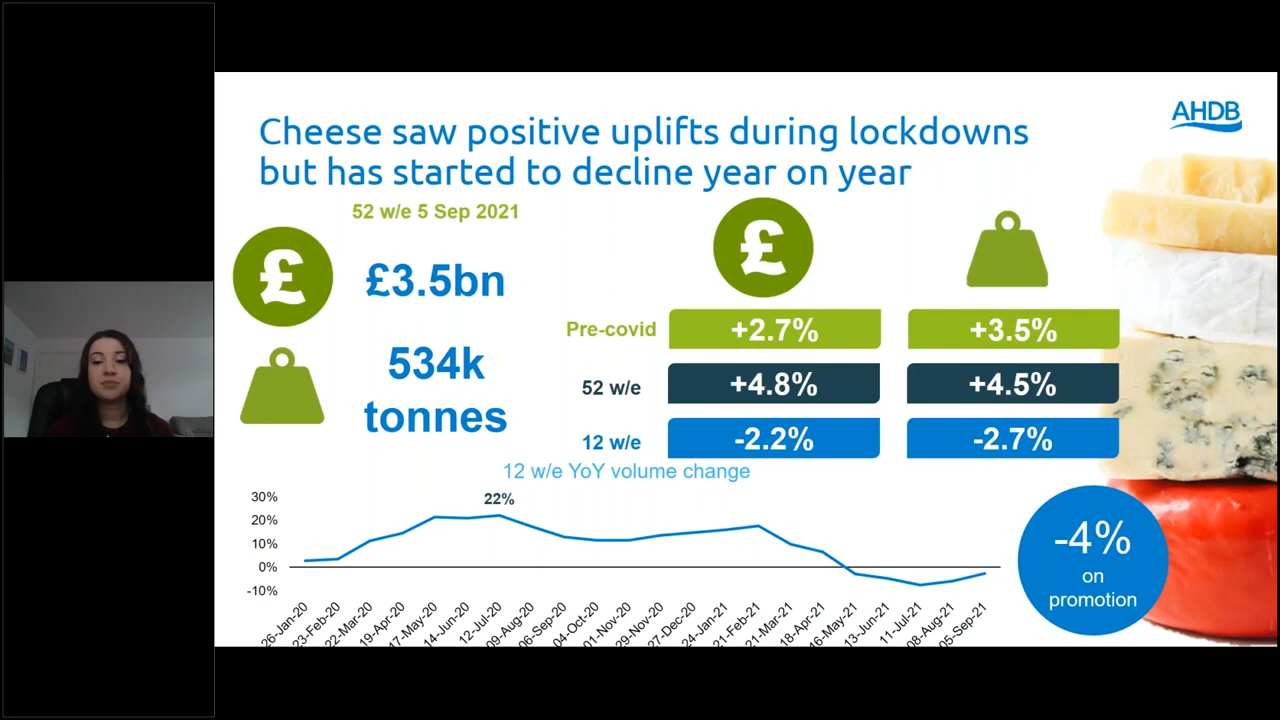 AHDB
Cheese saw positive uplifts during lockdowns
but has started to decline year on year
52 w/e 5 Sep 2021
£
£3.5bn
534k
tonnes
£
Pre-covid +2.7% +3.5%
52 w/e +4.8% +4.5%
12 w/e -2.2% -2.7%
12 w/e YoY volume change
30%
20%
10%
0%
-10%
22%
26-Jan-20
23-Feb-20
22-Mar-20
19-Apr-20
17-May-20
14-Jun-20
12-Jul-20
09-Aug-20
06-Sep-20
04-Oct-20
01-Nov-20
29-Nov-20
27-Dec-20
24-Jan-21
21-Feb-21
21-Mar-21
18-Apr-21
16-May-21
13-Jun-21
11-Jul-21
08-Aug-21
05-Sep-21
-4%
on
promotion